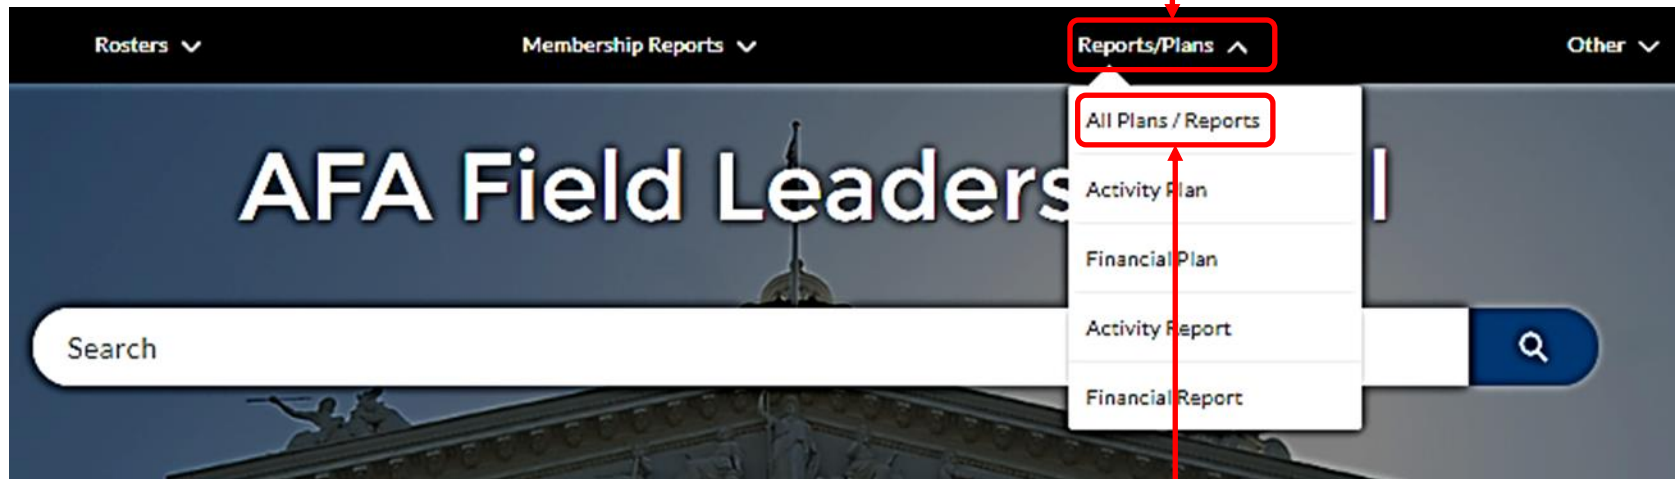 Rosters
Membership Reports
Reports/Plans
Other
All Plans / Reports
AFA Field Leaders l
Activity Plan
Financial Plan
Search
Activity Report
Financial Report